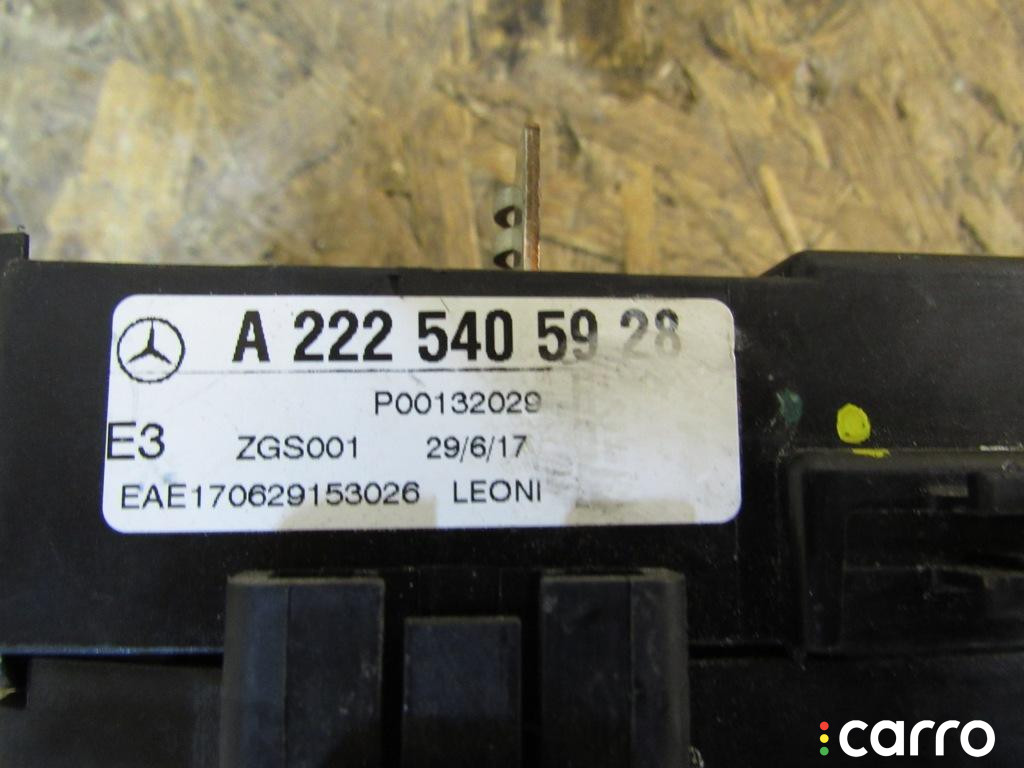 A 222 540 59 28
P00132029
E3 ZGS001 29/6/17
EAE170629153026 LEONI
carro